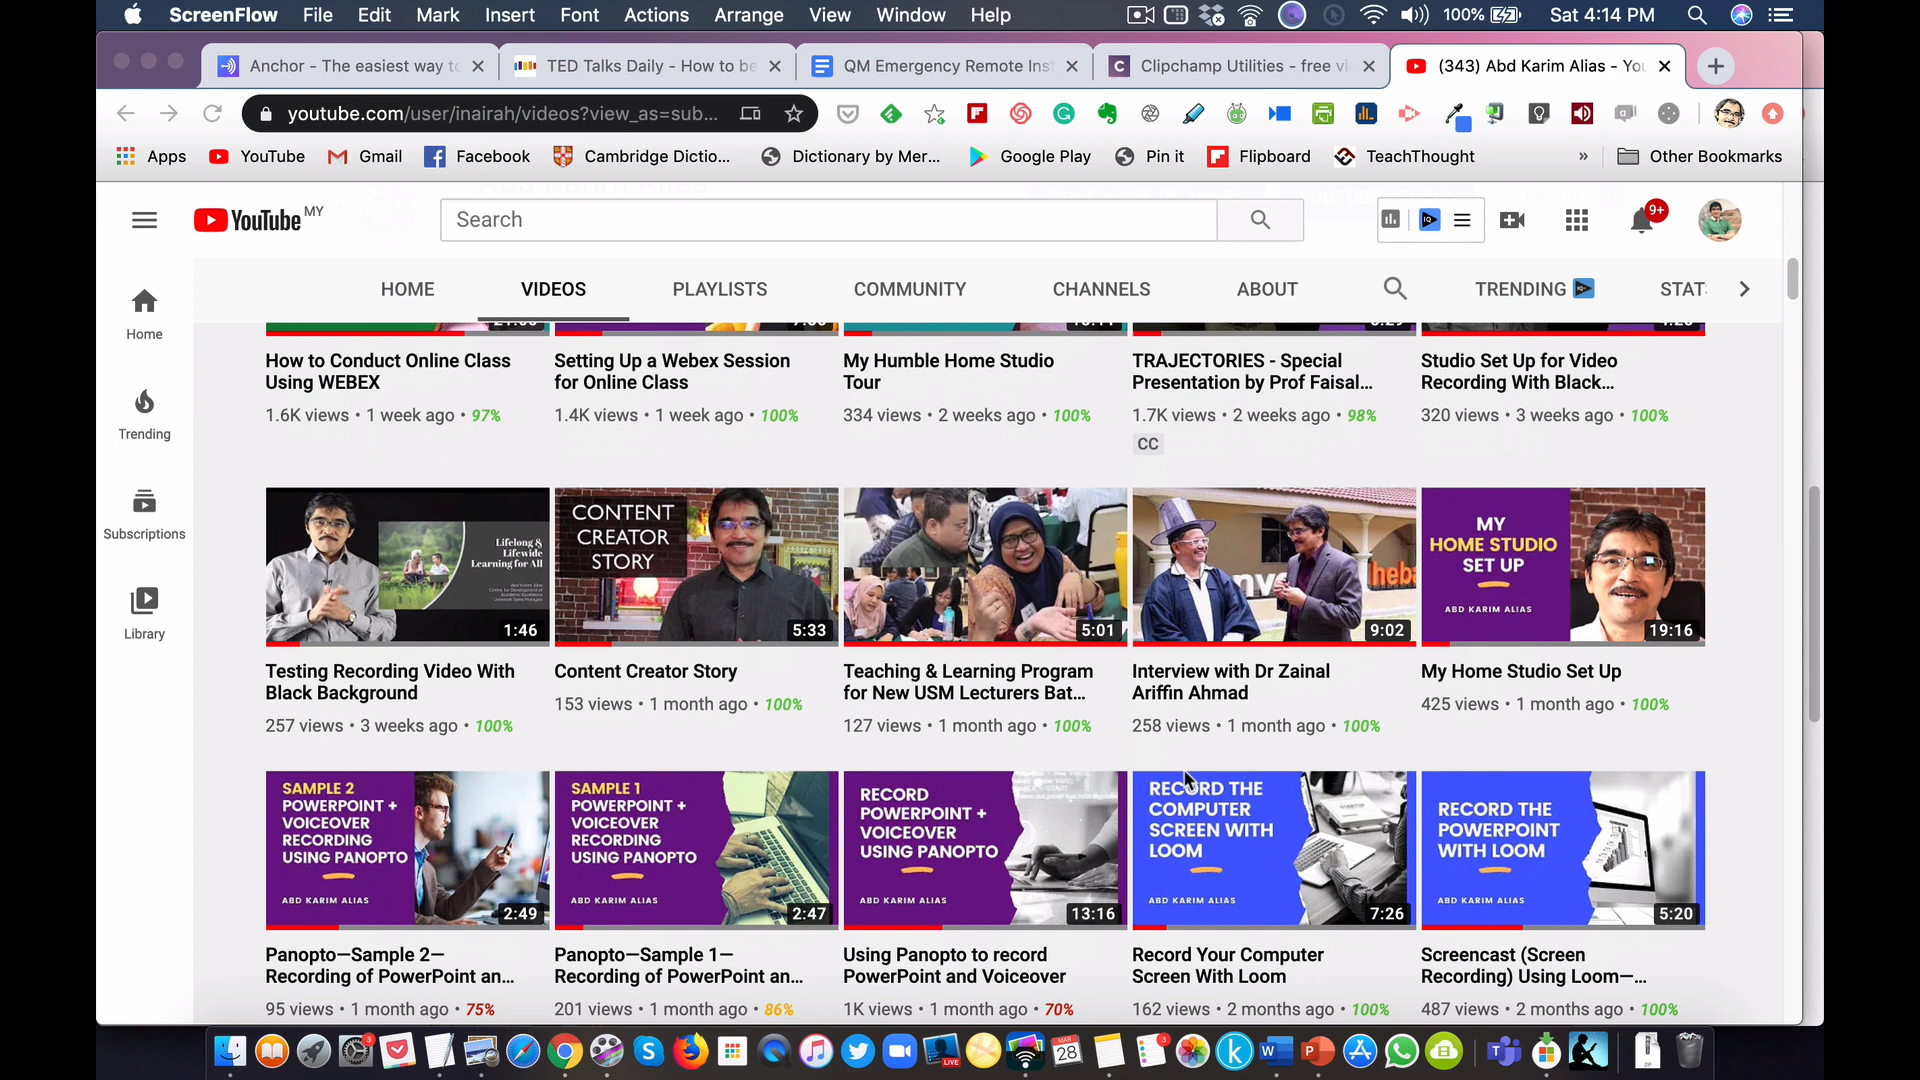 ScreenFlow File Edit Mark Insert Font Actions Arrange View Window Help 100% Sat 4:14 PM
Anchor - The easiest way to
TED Talks Daily - How to be
QM Emergency Remote Inst
Clipchamp Utilities - free vi
(343) Abd Karim Alias - You
youtube.com/user/inairah/videos?view_as=sub...
Apps YouTube Gmail Facebook Cambridge Dictio... Dictionary by Mer... Google Play Pin it Flipboard TeachThought » Other Bookmarks
YouTube MY
Search
IQ
9+
HOME VIDEOS PLAYLISTS COMMUNITY CHANNELS ABOUT TRENDING STATS
Home
Trending
Subscriptions
Library
How to Conduct Online Class
Using WEBEX
1.6K views • 1 week ago • 97%
Setting Up a Webex Session
for Online Class
1.4K views • 1 week ago • 100%
My Humble Home Studio
Tour
334 views • 2 weeks ago • 100%
TRAJECTORIES - Special
Presentation by Prof Faisal...
1.7K views • 2 weeks ago • 98%
CC
Studio Set Up for Video
Recording With Black...
320 views • 3 weeks ago • 100%
Lifelong &
Lifewide
Learning for All
Abd Karim Alias
1:46
Testing Recording Video With
Black Background
257 views • 3 weeks ago • 100%
CONTENT
CREATOR
STORY
5:33
Content Creator Story
153 views • 1 month ago • 100%
5:01
Teaching & Learning Program
for New USM Lecturers Bat...
127 views • 1 month ago • 100%
9:02
Interview with Dr Zainal
Ariffin Ahmad
258 views • 1 month ago • 100%
MY
HOME STUDIO
SET UP
ABD KARIM ALIAS
19:16
My Home Studio Set Up
425 views • 1 month ago • 100%
SAMPLE 2
POWERPOINT +
VOICEOVER
RECORDING
USING PANOPTO
ABD KARIM ALIAS
2:49
Panopto—Sample 2—
Recording of PowerPoint an...
95 views • 1 month ago • 75%
SAMPLE 1
POWERPOINT +
VOICEOVER
RECORDING
USING PANOPTO
ABD KARIM ALIAS
2:47
Panopto—Sample 1—
Recording of PowerPoint an...
201 views • 1 month ago • 86%
RECORD
POWERPOINT +
VOICEOVER
USING PANOPTO
ABD KARIM ALIAS
13:16
Using Panopto to record
PowerPoint and Voiceover
1K views • 1 month ago • 70%
RECORD THE
COMPUTER
SCREEN WITH
LOOM
ABD KARIM ALIAS
7:26
Record Your Computer
Screen With Loom
162 views • 2 months ago • 100%
RECORD THE
POWERPOINT
WITH LOOM
ABD KARIM ALIAS
5:20
Screencast (Screen
Recording) Using Loom—...
487 views • 2 months ago • 100%
3
LIVE
MAR
28
3
ZIP